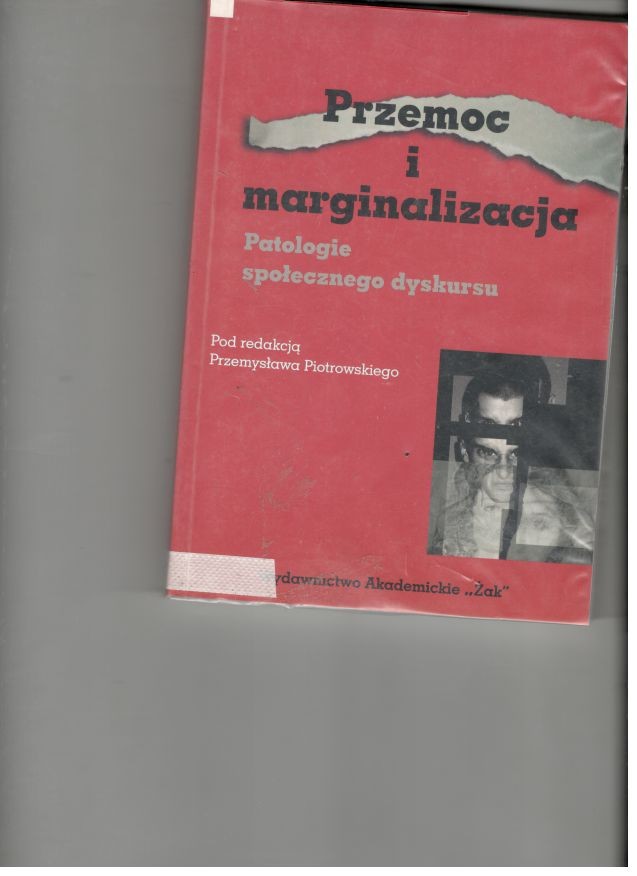 Przemoc
i
marginalizacja
Patologie
społecznego dyskursu
Pod redakcją
Przemysława Piotrowskiego
Wydawnictwo Akademickie „Żak”